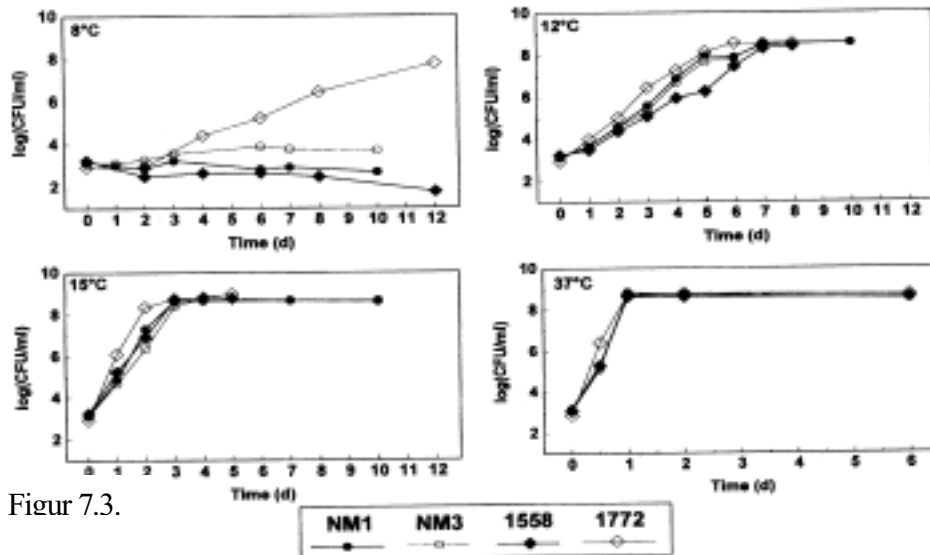 8°C
log(CFU/ml)
10
8
6
4
2
0 1 2 3 4 5 6 7 8 9 10 11 12
Time (d)
12°C
log(CFU/ml)
10
8
6
4
2
0 1 2 3 4 5 6 7 8 9 10 11 12
Time (d)
15°C
log(CFU/ml)
10
8
6
4
2
0 1 2 3 4 5 6 7 8 9 10 11 12
Time (d)
37°C
log(CFU/ml)
10
8
6
4
2
0 1 2 3 4 5 6
Time (d)
Figur 7.3.
NM1 NM3 1558 1772